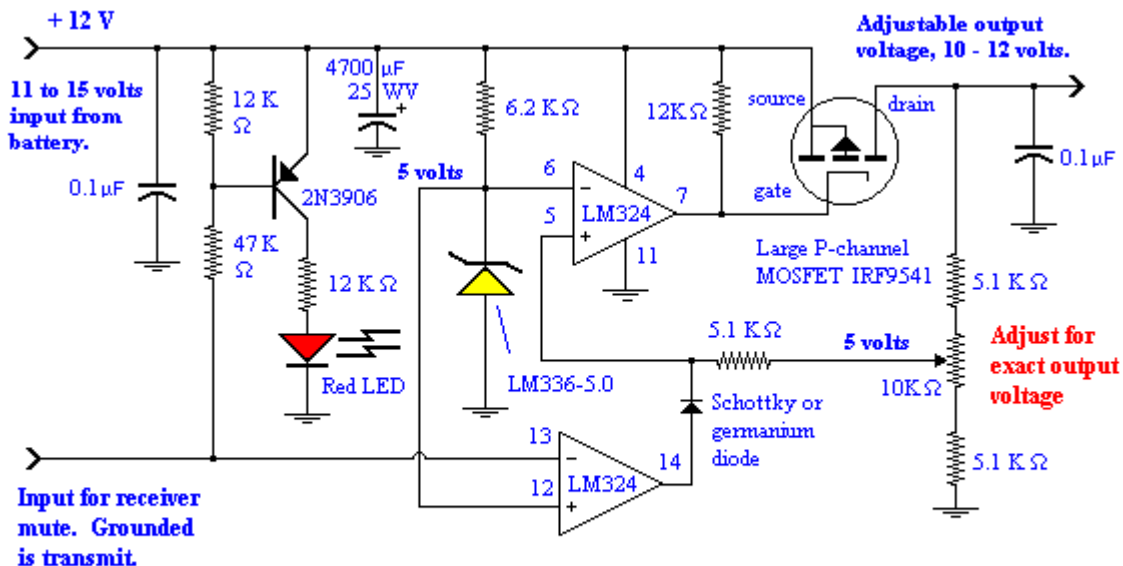 + 12 V
11 to 15 volts
input from
battery.
0.1µF
12 K
Ω
47 K
Ω
2N3906
12 K Ω
Red LED
4700 µF
25 WV
+
6.2 K Ω
5 volts
6
5
4
7
11
LM324
-
+
LM336-5.0
12K Ω
source
drain
gate
Large P-channel
MOSFET IRF9541
Adjustable output
voltage, 10 - 12 volts.
0.1µF
5.1 K Ω
5.1 K Ω
5 volts
10K Ω
Adjust for
exact output
voltage
5.1 K Ω
Schottky or
germanium
diode
13
12
14
LM324
-
+
Input for receiver
mute. Grounded
is transmit.